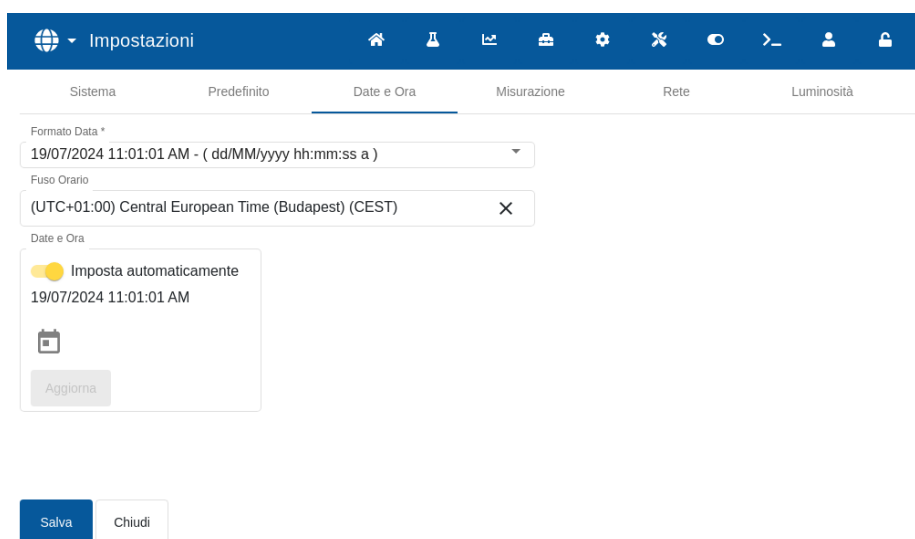 Impostazioni
Sistema Predefinito Date e Ora Misurazione Rete Luminosità
Formato Data *
19/07/2024 11:01:01 AM - ( dd/MM/yyyy hh:mm:ss a )
Fuso Orario
(UTC+01:00) Central European Time (Budapest) (CEST)
Date e Ora
Imposta automaticamente
19/07/2024 11:01:01 AM
Aggiorna
Salva Chiudi